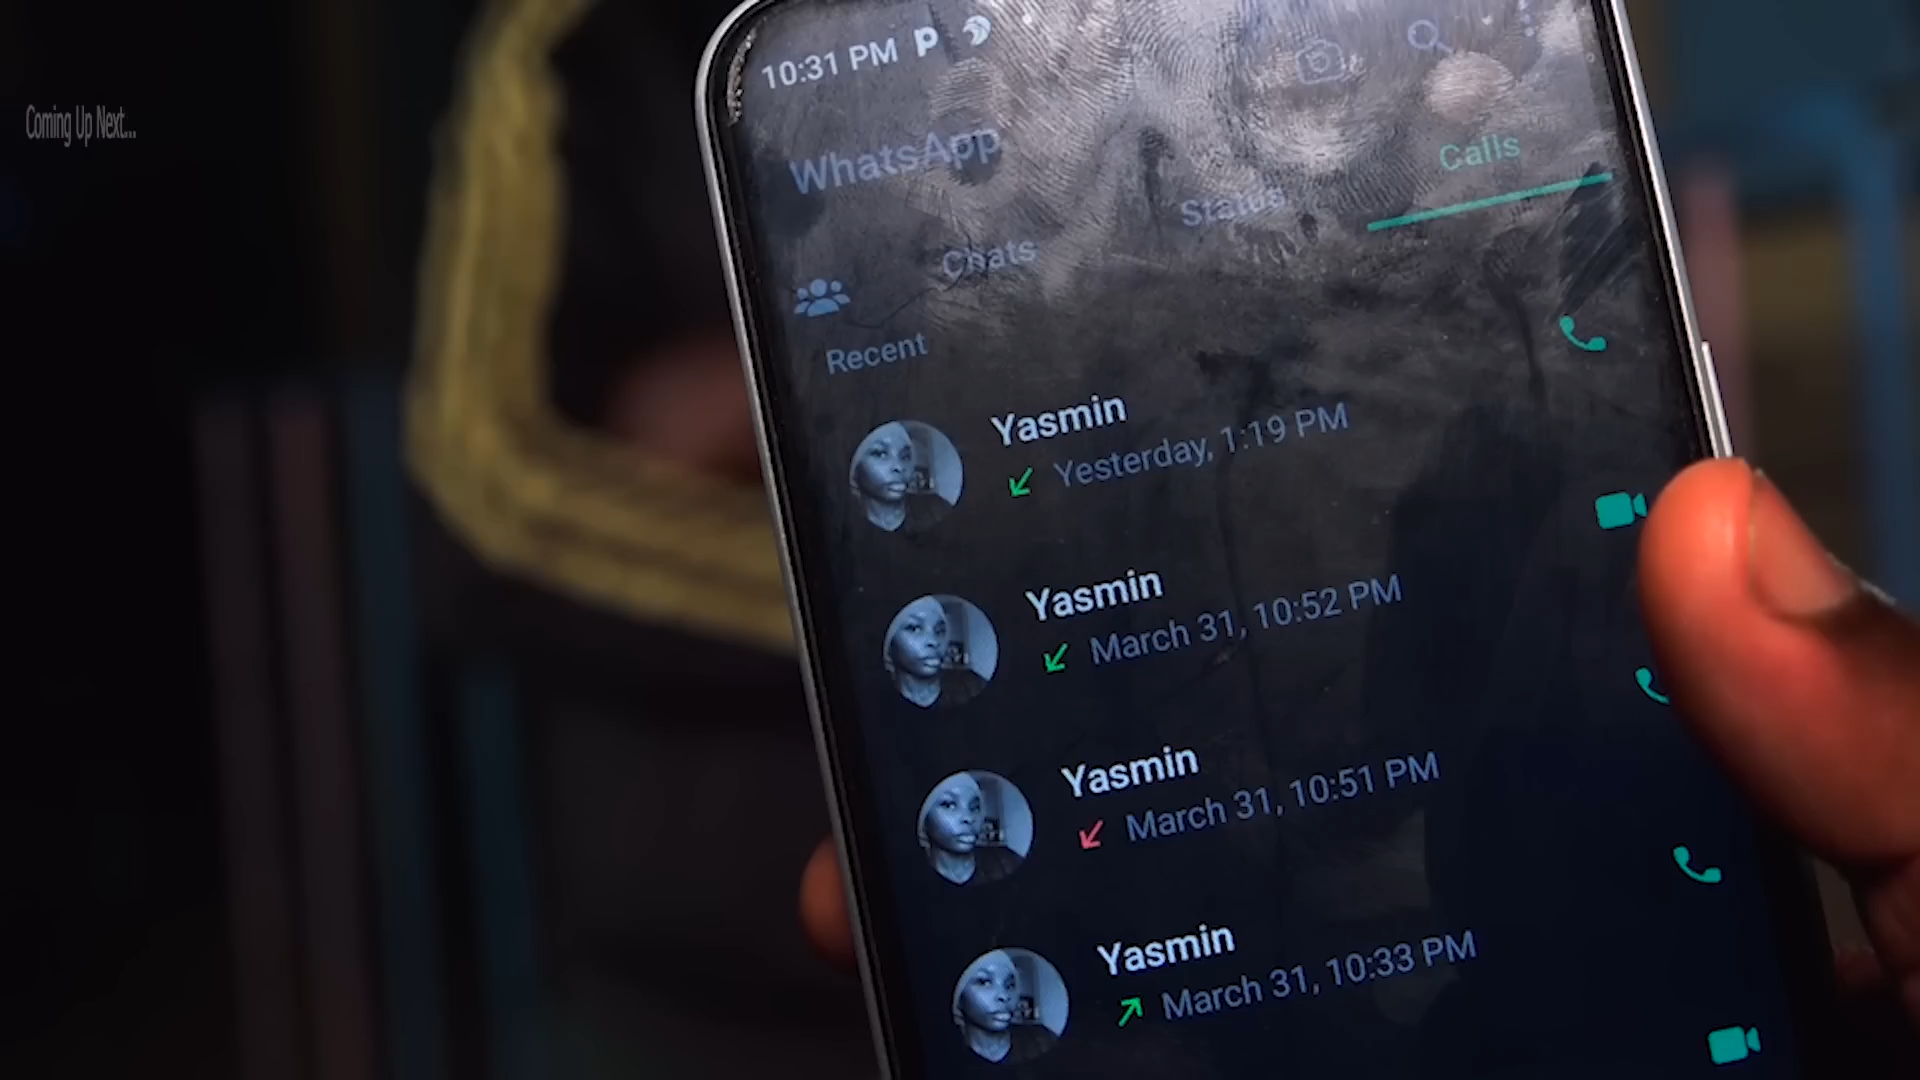 Coming Up Next...
10:31 PM
WhatsApp
Chats
Status
Calls
Recent
Yasmin
Yesterday, 1:19 PM
Yasmin
March 31, 10:52 PM
Yasmin
March 31, 10:51 PM
Yasmin
March 31, 10:33 PM